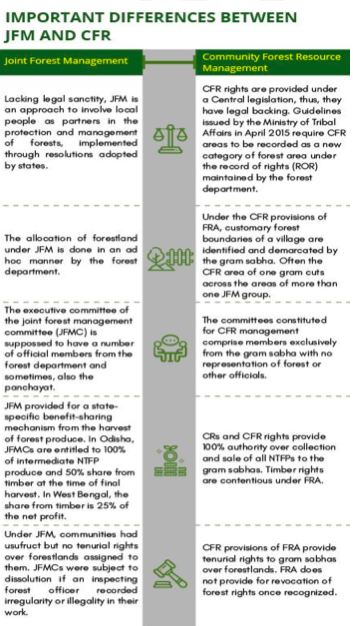 IMPORTANT DIFFERENCES BETWEEN
JFM AND CFR
Joint Forest Management
Community Forest Resource
Management
Lacking legal sanctity, JFM is
an approach to involve local
people as partners in the
protection and management
of forests, implemented
through resolutions adopted
by states.
CFR rights are provided under
a Central legislation, thus, they
have legal backing. Guidelines
issued by the Ministry of Tribal
Affairs in April 2015 require CFR
areas to be recorded as a new
category of forest area under
the record of rights (ROR)
maintained by the forest
department.
The allocation of forestland
under JFM is done in an ad
hoc manner by the forest
department.
Under the CFR provisions of
FRA, customary forest
boundaries of a village are
identified and demarcated by
the gram sabha. Often the
CFR area of one gram cuts
across the areas of more than
one JFM group.
The executive committee of
the joint forest management
committee (JFMC) is
suppossed to have a number
of official members from the
forest department and
sometimes, also the
panchayat.
The committees constituted
for CFR management
comprise members exclusively
from the gram sabha with no
representation of forest or
other officials.
JFM provided for a state-
specific benefit-sharing
mechanism from the harvest
of forest produce. In Odisha,
JFMCs are entitled to 100%
of intermediate NTFP
produce and 50% share from
timber at the time of final
harvest. In West Bengal, the
share from timber is 25% of
the net profit.
CRs and CFR rights provide
100% authority over collection
and sale of all NTFPs to the
gram sabhas. Timber rights
are contentious under FRA.
Under JFM, communities had
usufruct but no tenurial rights
over forestlands assigned to
them. JFMCs were subject to
dissolution if an inspecting
forest officer recorded
irregularity or illegality in their
work.
CFR provisions of FRA provide
tenurial rights to gram sabhas
over forestlands. FRA does
not provide for revocation of
forest rights once recognized.